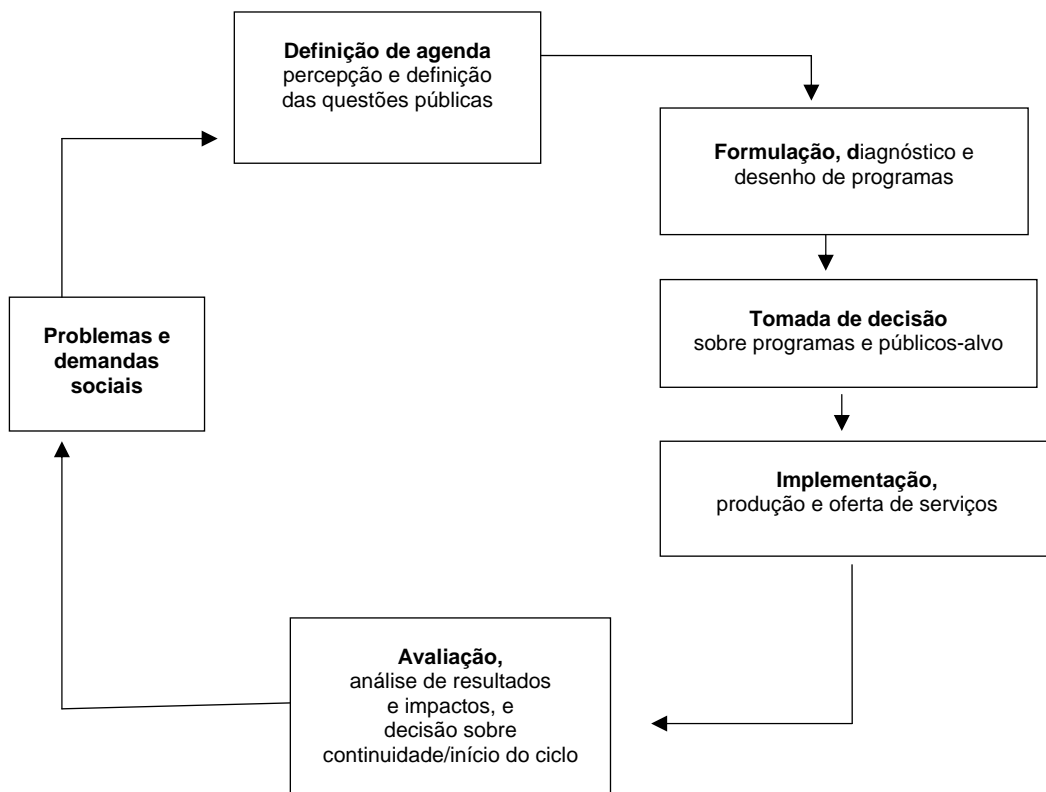 Definição de agenda
percepção e definição
das questões públicas
Formulação, diagnóstico e
desenho de programas
Tomada de decisão
sobre programas e públicos-alvo
Implementação,
produção e oferta de serviços
Avaliação,
análise de resultados
e impactos, e
decisão sobre
continuidade/início do ciclo
Problemas e
demandas
sociais